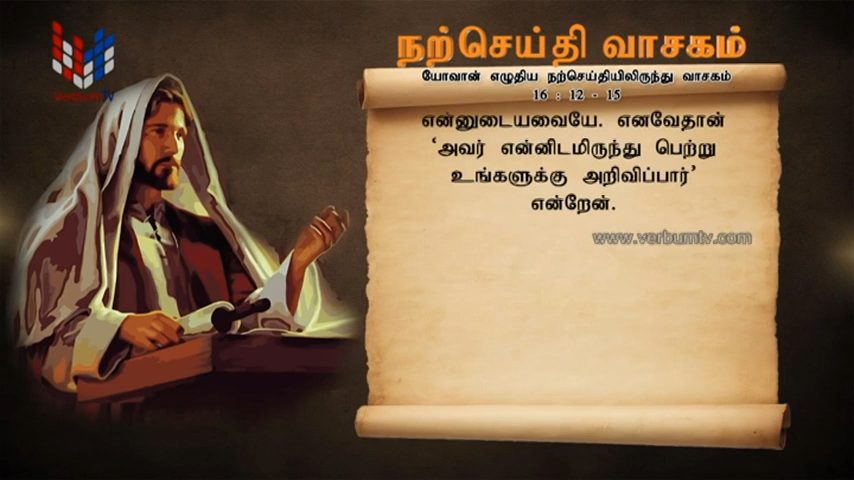 VerbumTV
நற்செய்தி வாசகம்
யோவான் எழுதிய நற்செய்தியிலிருந்து வாசகம்
16 : 12 - 15
என்னுடையவையே. எனவேதான்
‘அவர் என்னிடமிருந்து பெற்று
உங்களுக்கு அறிவிப்பார்’
என்றேன்.
www.verbumtv.com